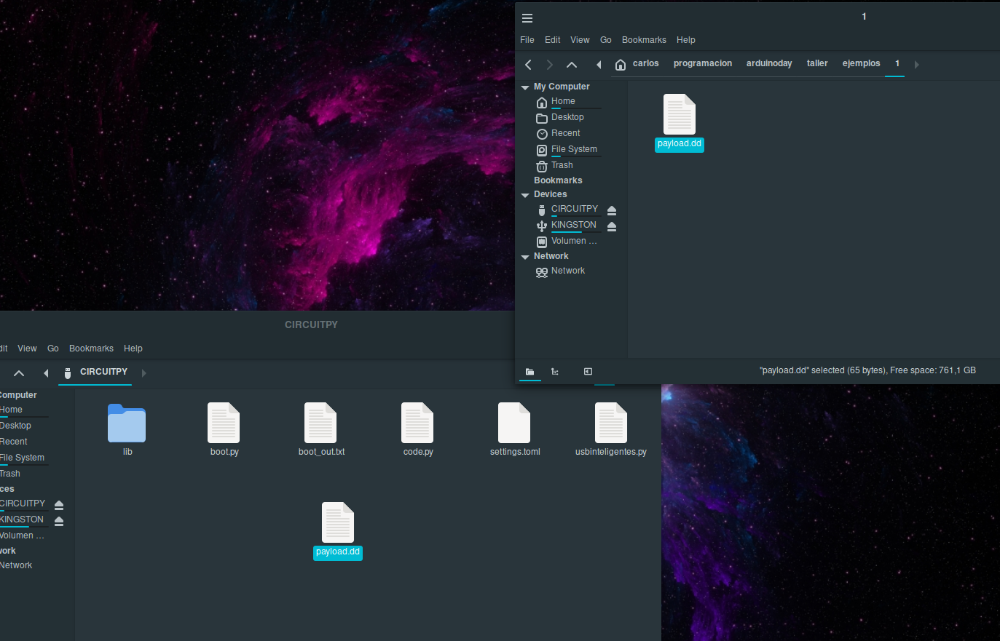 1
File Edit View Go Bookmarks Help
carlos programacion arduinoday taller ejemplos 1
My Computer
Home
Desktop
Recent
File System
Trash
Bookmarks
Devices
CIRCUITPY
KINGSTON
Volumen ...
Network
Network
payload.dd
"payload.dd" selected (65 bytes), Free space: 761,1 GB
CIRCUITPY
dit View Go Bookmarks Help
CIRCUITPY
Computer
Home
Desktop
Recent
File System
Trash
ces
CIRCUITPY
KINGSTON
Volumen ...
work
Network
lib boot.py boot_out.txt code.py settings.toml usbinteligentes.py
payload.dd